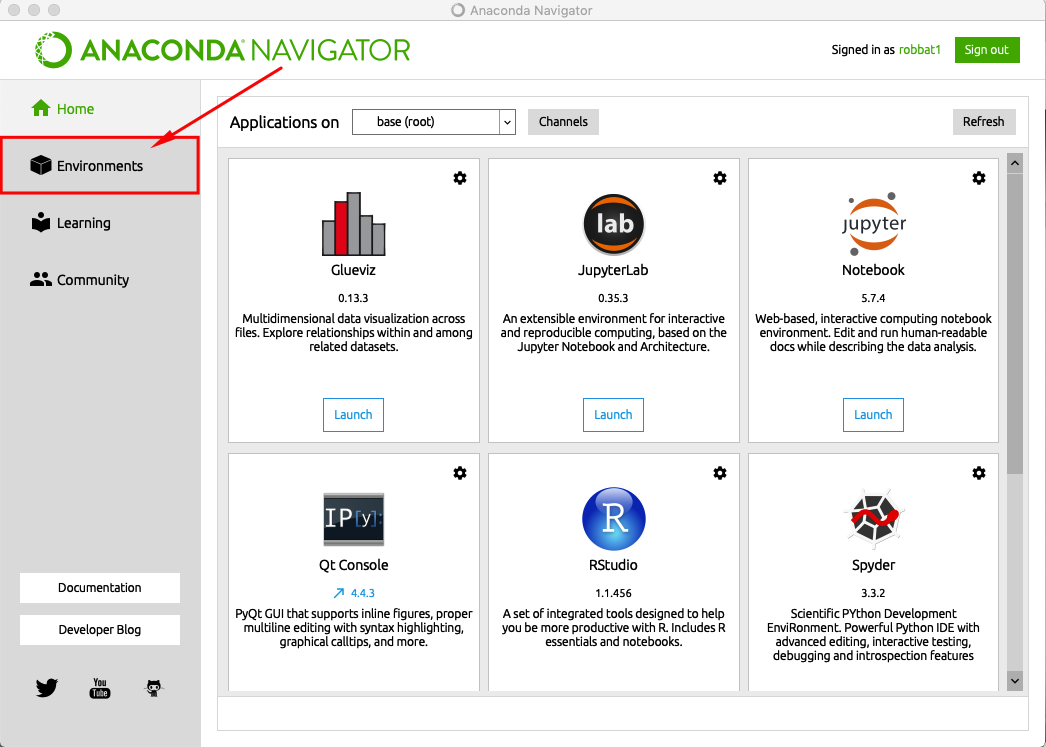 Anaconda Navigator
ANACONDA NAVIGATOR
Signed in as robbat1
Sign out
Home
Environments
Learning
Community
Documentation
Developer Blog
You
Tube
Applications on
base (root)
Channels
Refresh
Glueviz
0.13.3
Multidimensional data visualization across
files. Explore relationships within and among
related datasets.
Launch
lab
JupyterLab
0.35.3
An extensible environment for interactive
and reproducible computing, based on the
Jupyter Notebook and Architecture.
Launch
jupyter
Notebook
5.7.4
Web-based, interactive computing notebook
environment. Edit and run human-readable
docs while describing the data analysis.
Launch
IP[y]:
Qt Console
4.4.3
PyQt GUI that supports inline figures, proper
multiline editing with syntax highlighting,
graphical calltips, and more.
R
RStudio
1.1.456
A set of integrated tools designed to help
you be more productive with R. Includes R
essentials and notebooks.
Spyder
3.3.2
Scientific PYthon Development
EnviRonment. Powerful Python IDE with
advanced editing, interactive testing,
debugging and introspection features